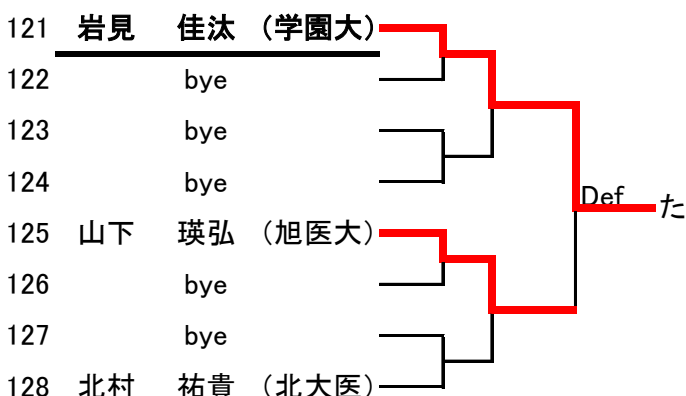 121 岩見 佳汰 (学園大)
122 bye
123 bye
124 bye
Def
た
125 山下 瑛弘 (旭医大)
126 bye
127 bye
128 北村 祐貴 (北大医)